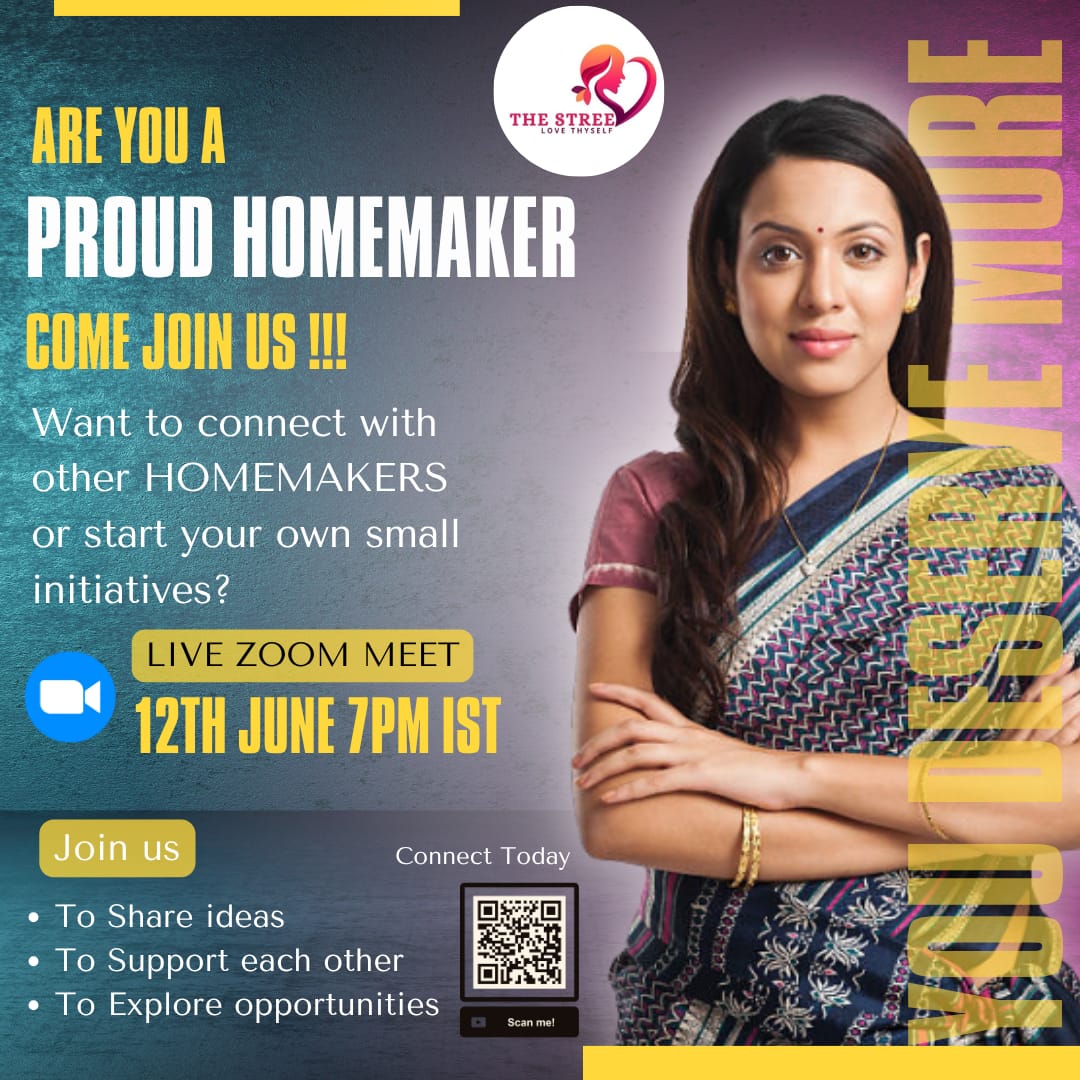 THE STREE
LOVE THYSELF
ARE YOU A
PROUD HOMEMAKER
COME JOIN US !!!
Want to connect with
other HOMEMAKERS
or start your own small
initiatives?
LIVE ZOOM MEET
12TH JUNE 7PM IST
Join us
Connect Today
• To Share ideas
• To Support each other
• To Explore opportunities
Scan me!
YOU DESERVE MORE